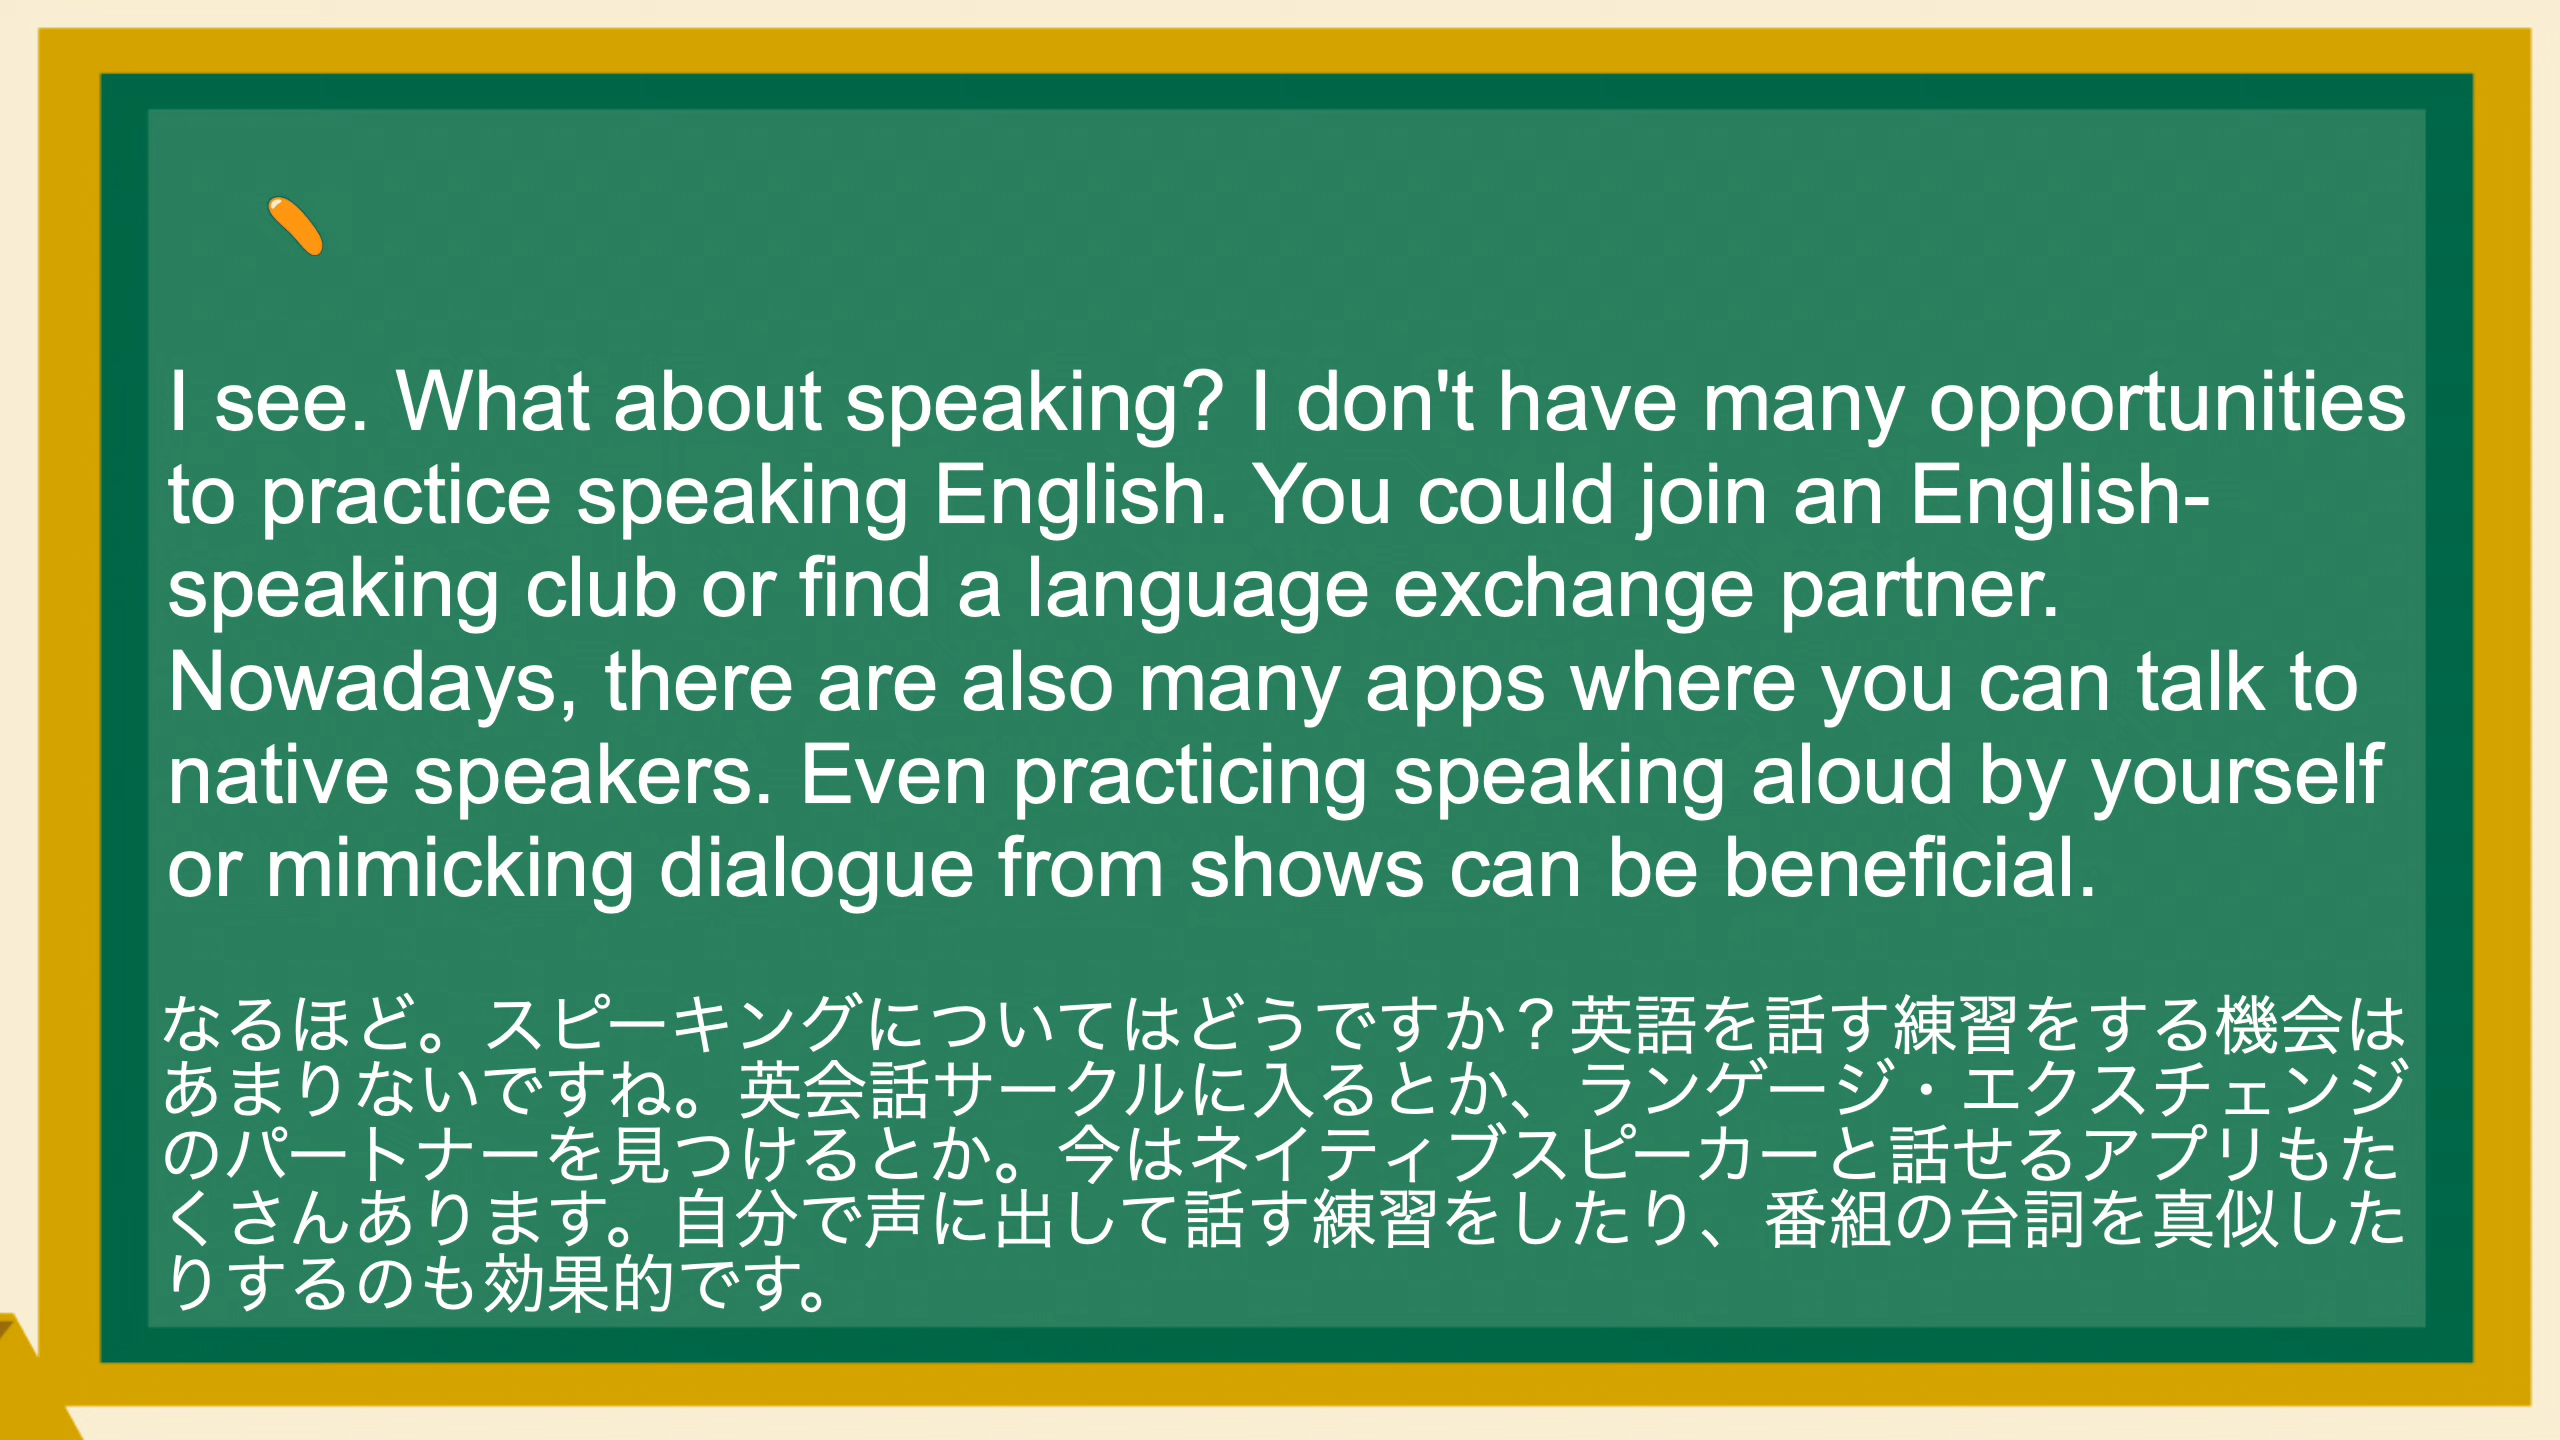 I see. What about speaking? I don't have many opportunities
to practice speaking English. You could join an English-
speaking club or find a language exchange partner.
Nowadays, there are also many apps where you can talk to
native speakers. Even practicing speaking aloud by yourself
or mimicking dialogue from shows can be beneficial.
なるほど。スピーキングについてはどうですか？英語を話す練習をする機会は
あまりないですね。英会話サークルに入るとか、ランゲージ・エクスチェンジ
のパートナーを見つけるとか。今はネイティブスピーカーと話せるアプリもた
くさんあります。自分で声に出して話す練習をしたり、番組の台詞を真似した
りするのも効果的です。